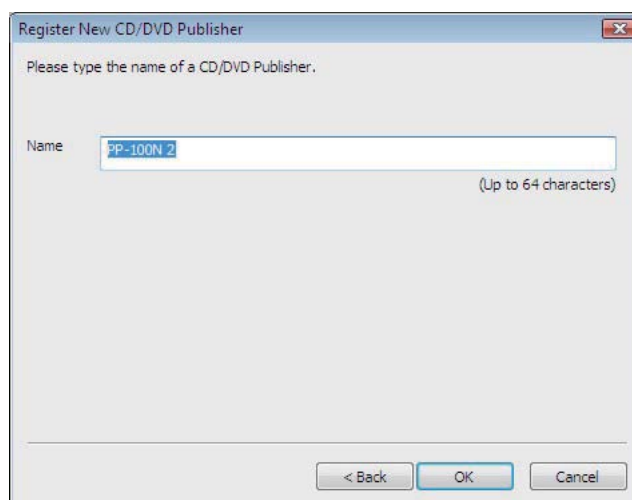 Register New CD/DVD Publisher
Please type the name of a CD/DVD Publisher.
Name
PP-100N 2
(Up to 64 characters)
< Back
OK
Cancel